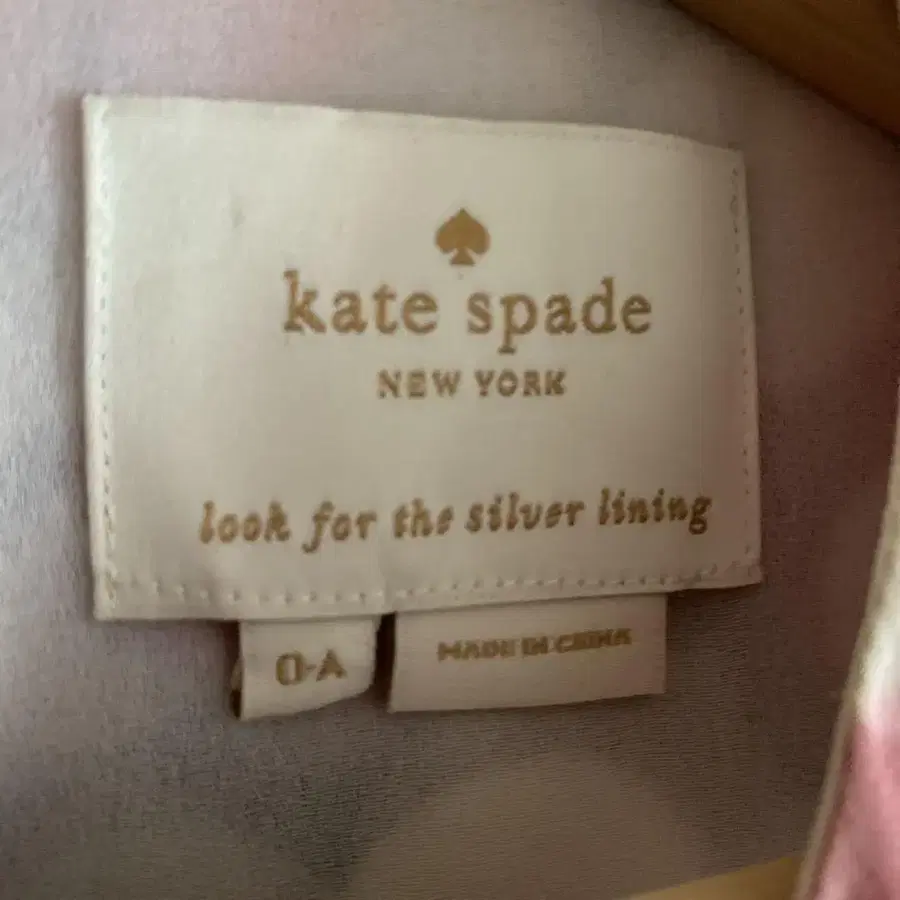 kate spade
NEW YORK
look for the silver lining
0-A
MADE IN CHINA